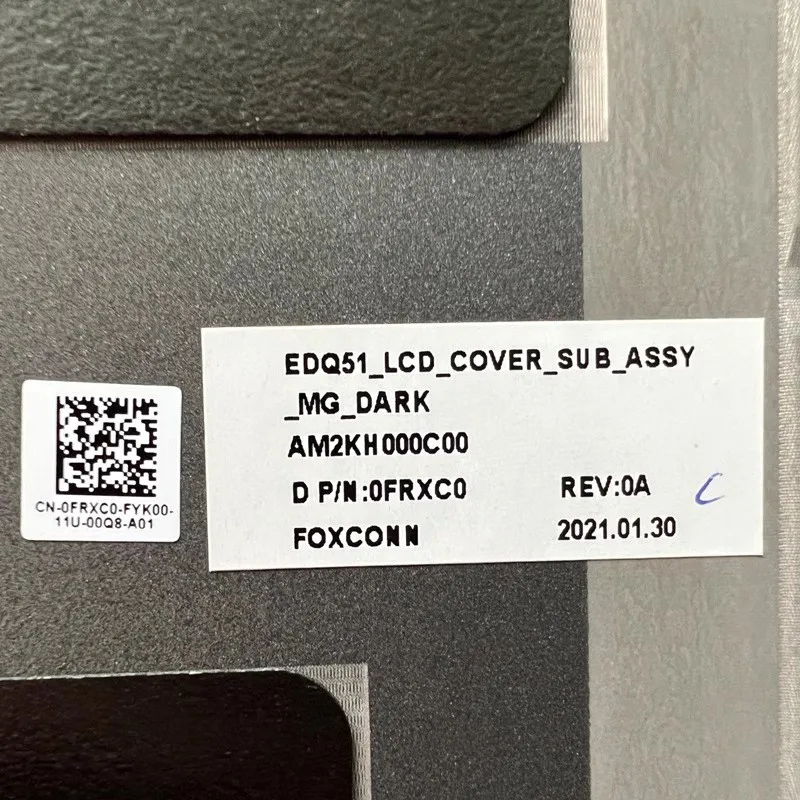 EDQ51_LCD_COVER_SUB_ASSY
_MG_DARK
AM2KH000C00
D P/N:0FRXC0 REV:0A C
FOXCONN 2021.01.30
CN-0FRXC0-FYK00-
11U-00Q8-A01